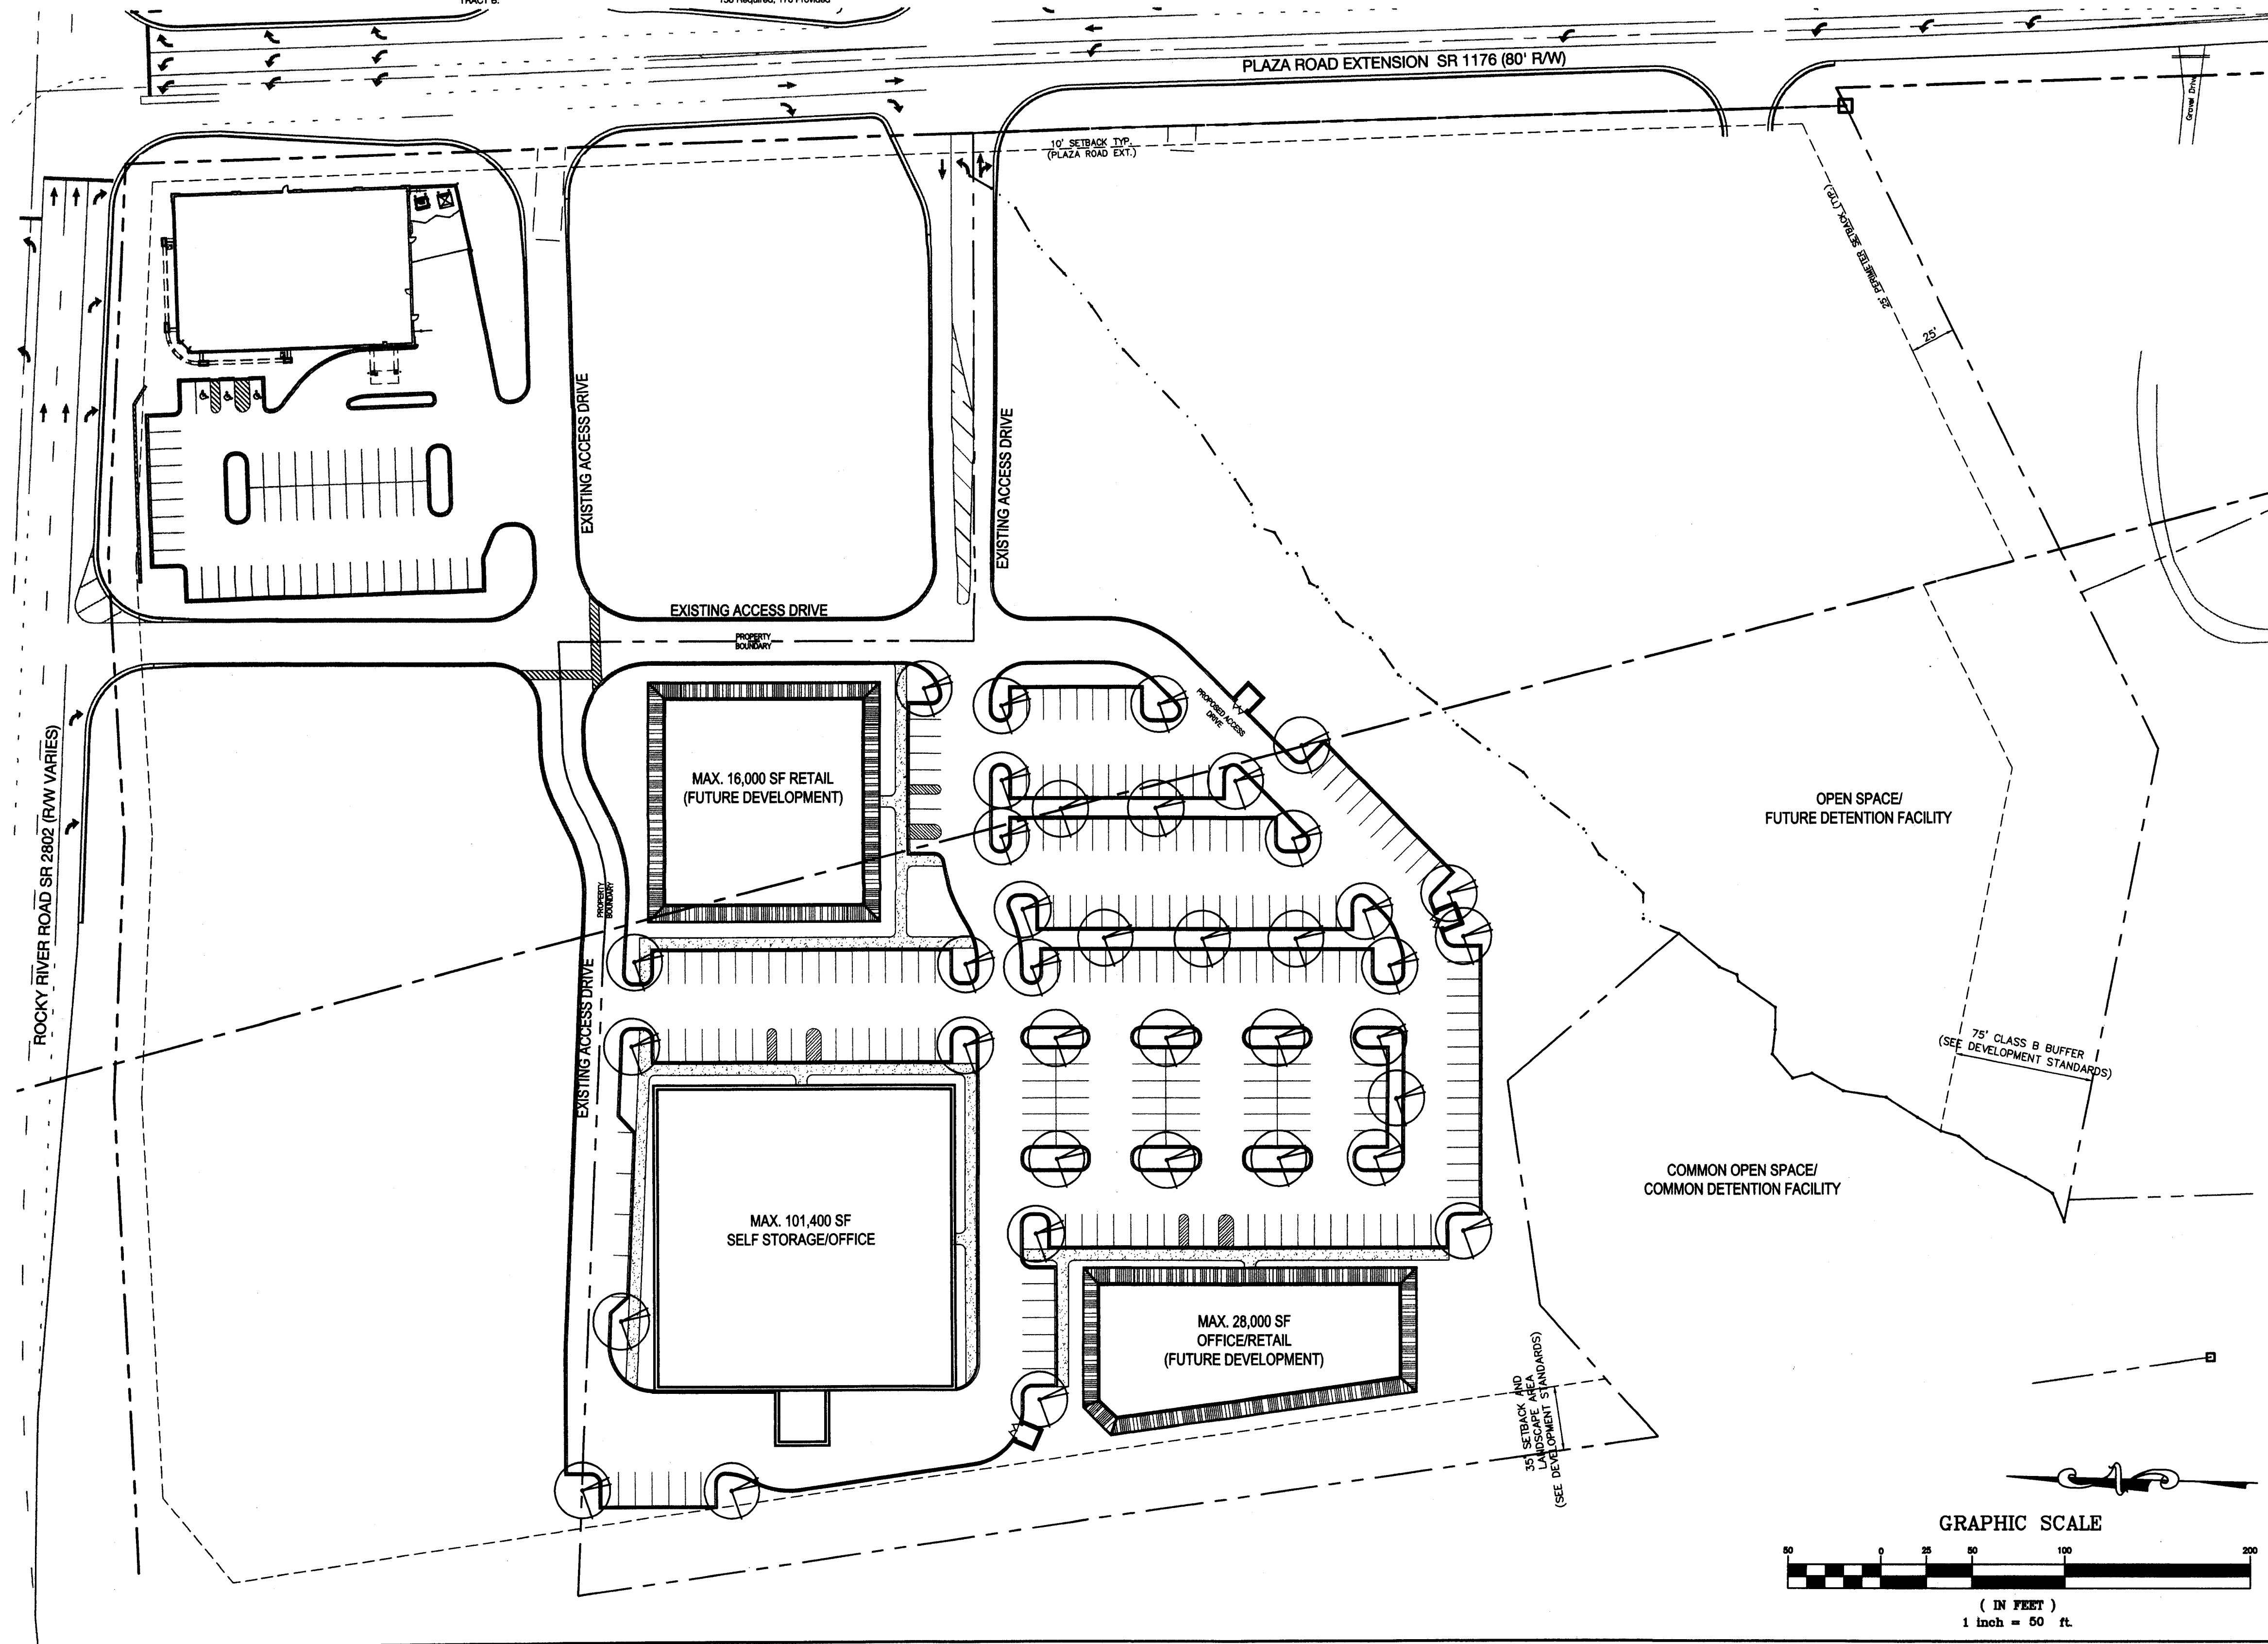 TRACT B.
PLAZA ROAD EXTENSION SR 1176 (80' R/W)
Gravel Drive
10' SETBACK TYP.
(PLAZA ROAD EXT.)
25' PERIMETER SETBACK (TYP.)
25'
EXISTING ACCESS DRIVE
EXISTING ACCESS DRIVE
EXISTING ACCESS DRIVE
PROPERTY
BOUNDARY
PROPOSED ACCESS
DRIVE
ROCKY RIVER ROAD SR 2802 (R/W VARIES)
MAX. 16,000 SF RETAIL
(FUTURE DEVELOPMENT)
OPEN SPACE/
FUTURE DETENTION FACILITY
PROPERTY
BOUNDARY
EXISTING ACCESS DRIVE
75' CLASS B BUFFER
(SEE DEVELOPMENT STANDARDS)
COMMON OPEN SPACE/
COMMON DETENTION FACILITY
MAX. 101,400 SF
SELF STORAGE/OFFICE
MAX. 28,000 SF
OFFICE/RETAIL
(FUTURE DEVELOPMENT)
35' SETBACK AND
LANDSCAPE AREA
(SEE DEVELOPMENT STANDARDS)
GRAPHIC SCALE
50 0 25 50 100 200
( IN FEET )
1 inch = 50 ft.